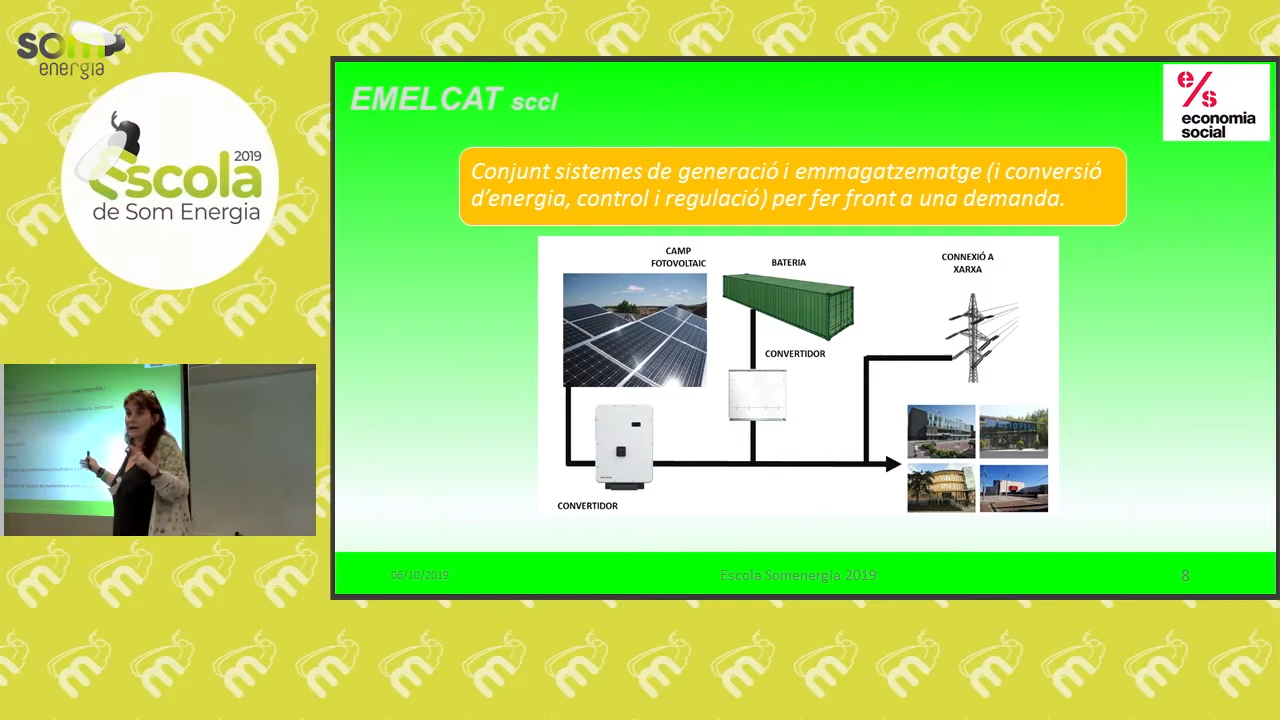 som
energia
2019
Escola
de Som Energia
EMELCAT sccl
e/s
economia
social
Conjunt sistemes de generació i emmagatzematge (i conversió
d'energia, control i regulació) per fer front a una demanda.
CAMP
FOTOVOLTAIC
BATERIA
CONNEXIÓ A
XARXA
CONVERTIDOR
BIBLIOTECA
CONVERTIDOR
06/10/2019
Escola Somenergia 2019
8